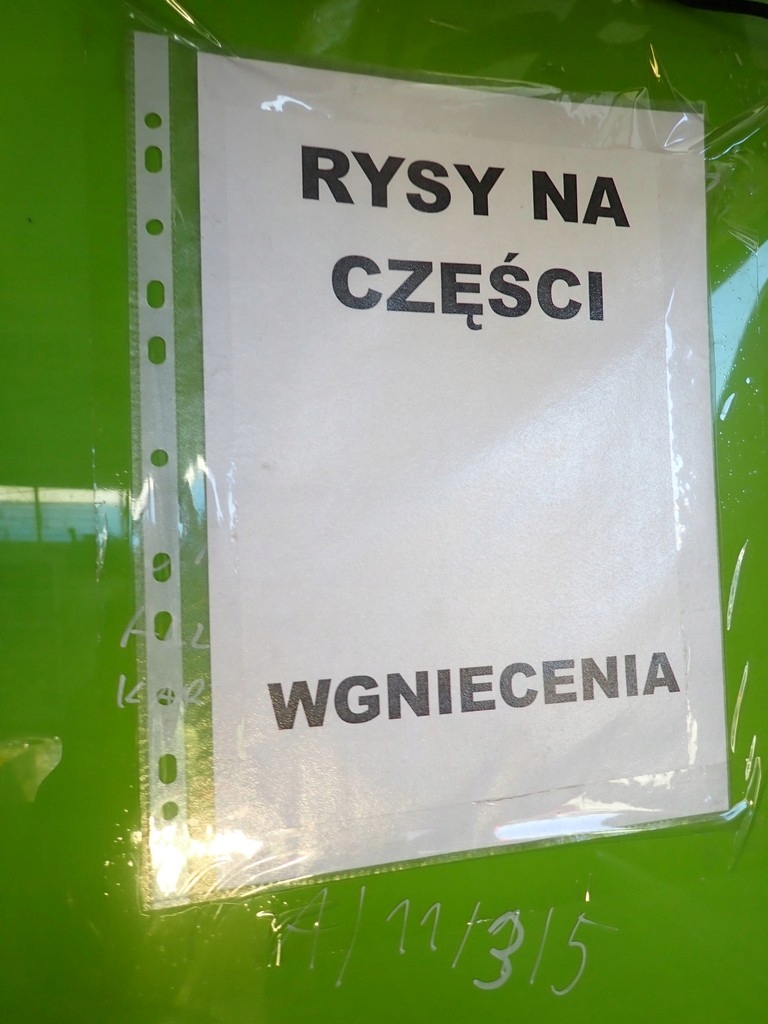 RYSY NA
CZĘŚCI
WGNIECENIA
A/11/3/5